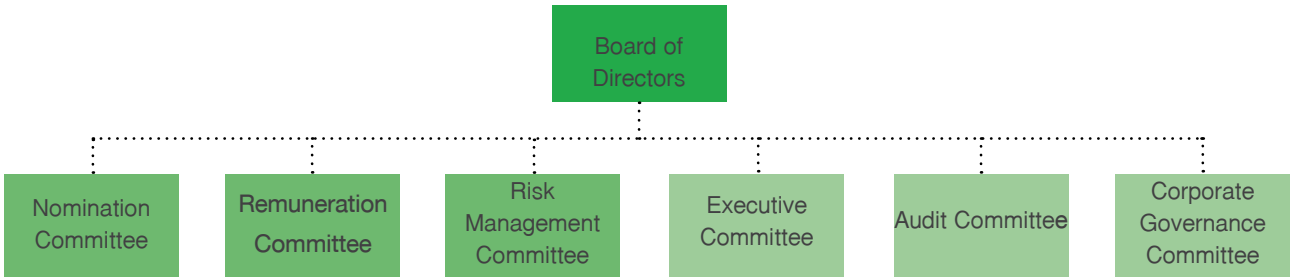 Board of
Directors
Nomination
Committee
Remuneration
Committee
Risk
Management
Committee
Executive
Committee
Audit Committee
Corporate
Governance
Committee